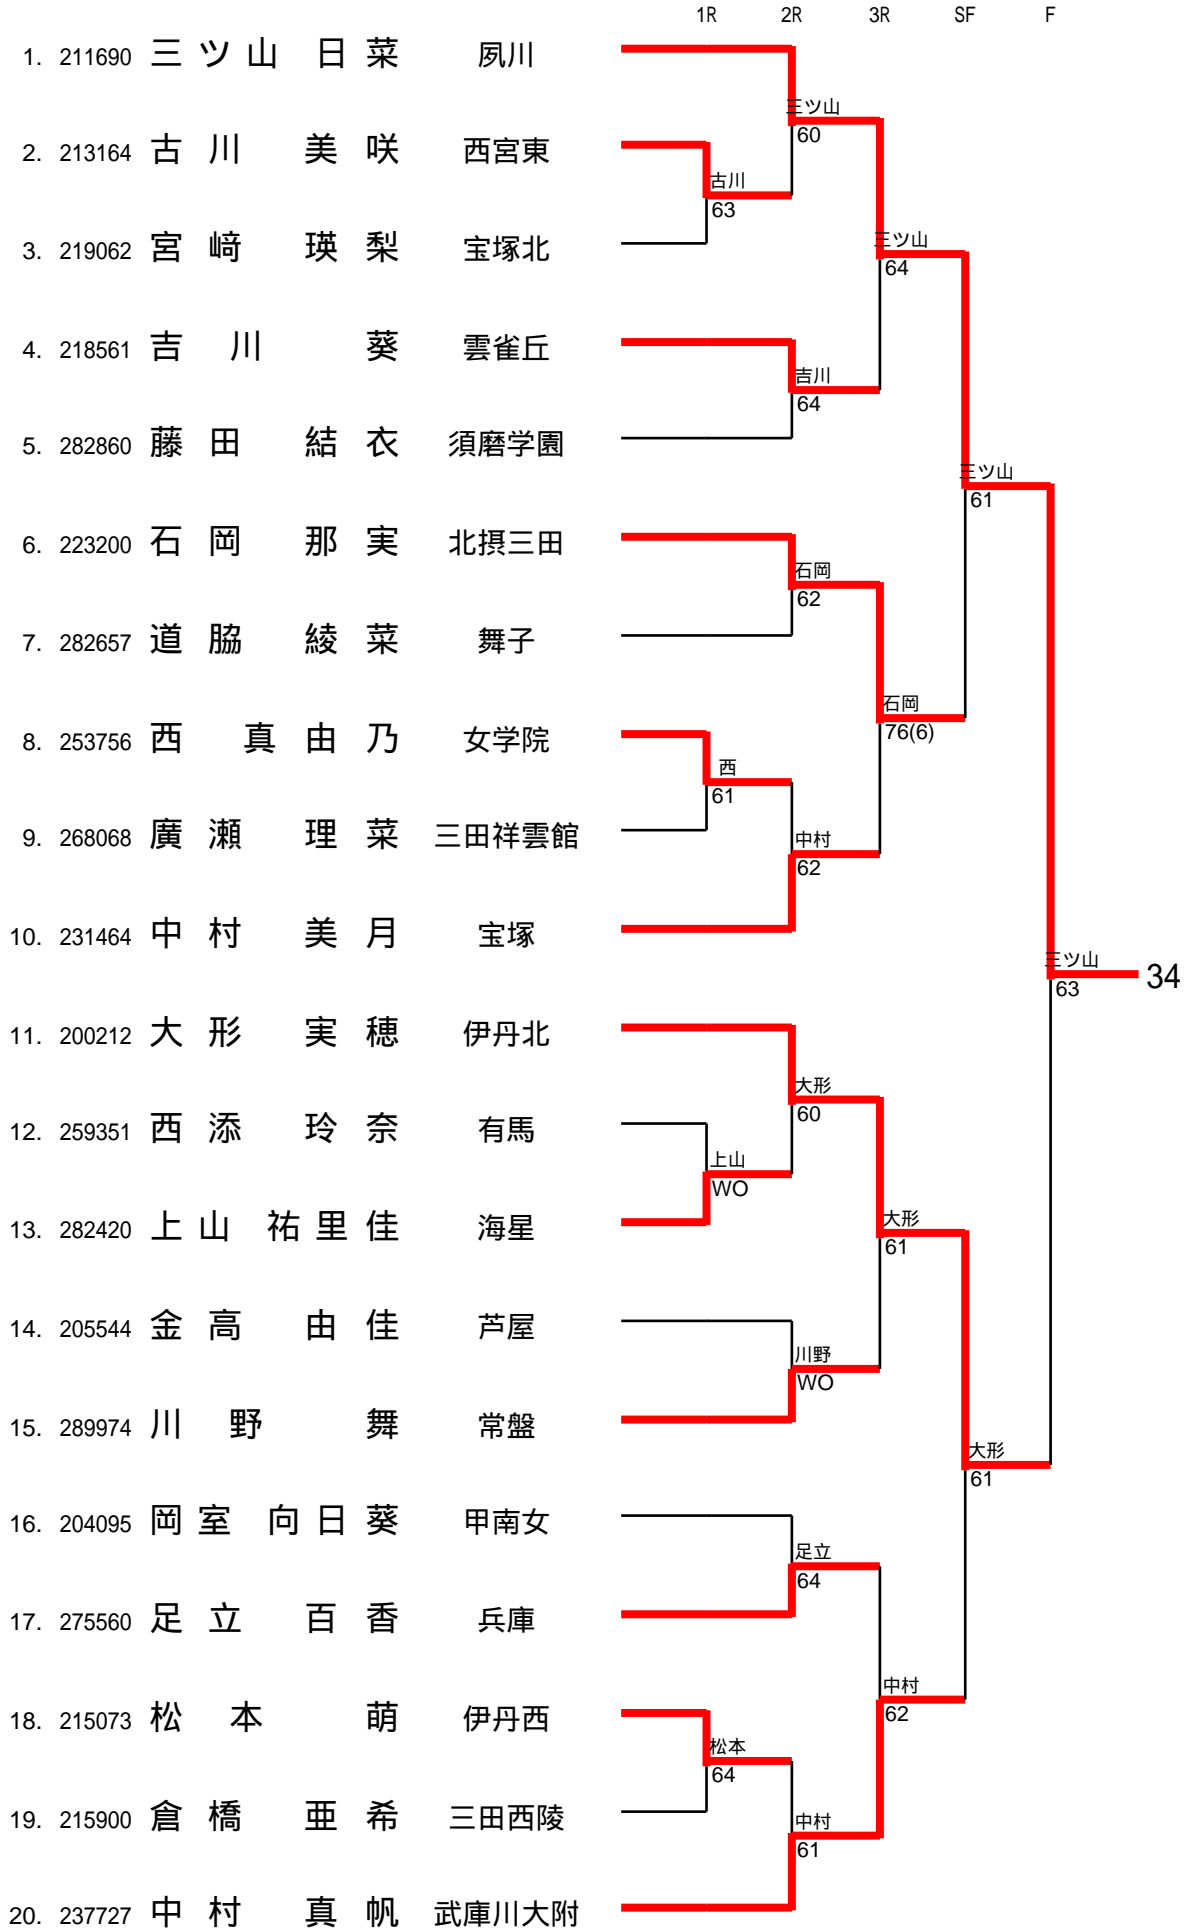 1R 2R 3R SF F
1. 211690 三ツ山 日菜 夙川
三ツ山
60
2. 213164 古川 美咲 西宮東
古川
63
3. 219062 宮﨑 瑛梨 宝塚北
三ツ山
64
4. 218561 吉川 葵 雲雀丘
吉川
64
5. 282860 藤田 結衣 須磨学園
三ツ山
61
6. 223200 石岡 那実 北摂三田
石岡
62
7. 282657 道脇 綾菜 舞子
石岡
76(6)
8. 253756 西 真由乃 女学院
西
61
9. 268068 廣瀬 理菜 三田祥雲館
中村
62
10. 231464 中村 美月 宝塚
三ツ山
63
34
11. 200212 大形 実穂 伊丹北
大形
60
12. 259351 西添 玲奈 有馬
上山
WO
13. 282420 上山 祐里佳 海星
大形
61
14. 205544 金高 由佳 芦屋
川野
WO
15. 289974 川野 舞 常盤
大形
61
16. 204095 岡室 向日葵 甲南女
足立
64
17. 275560 足立 百香 兵庫
中村
62
18. 215073 松本 萌 伊丹西
松本
64
19. 215900 倉橋 亜希 三田西陵
中村
61
20. 237727 中村 真帆 武庫川大附